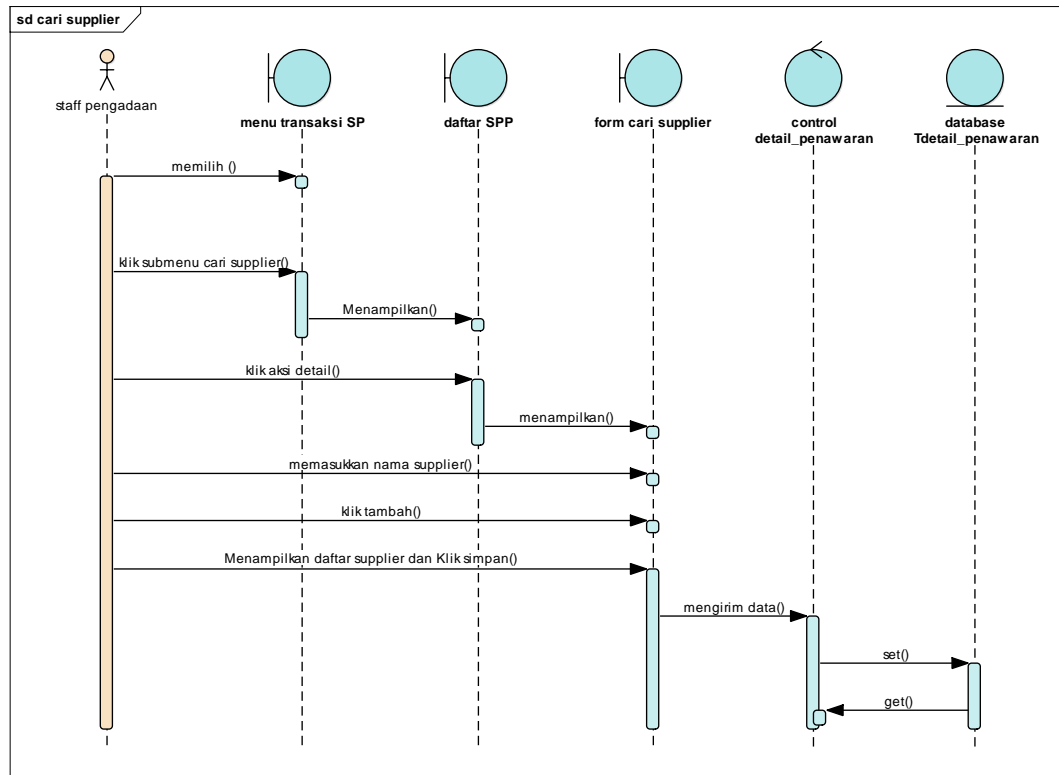 sd cari supplier
staff pengadaan
menu transaksi SP
daftar SPP
form cari supplier
control
detail_penawaran
database
Tdetail_penawaran
memilih ()
klik submenu cari supplier()
Menampilkan()
klik aksi detail()
menampilkan()
memasukkan nama supplier()
klik tambah()
Menampilkan daftar supplier dan Klik simpan()
mengirim data()
set()
get()